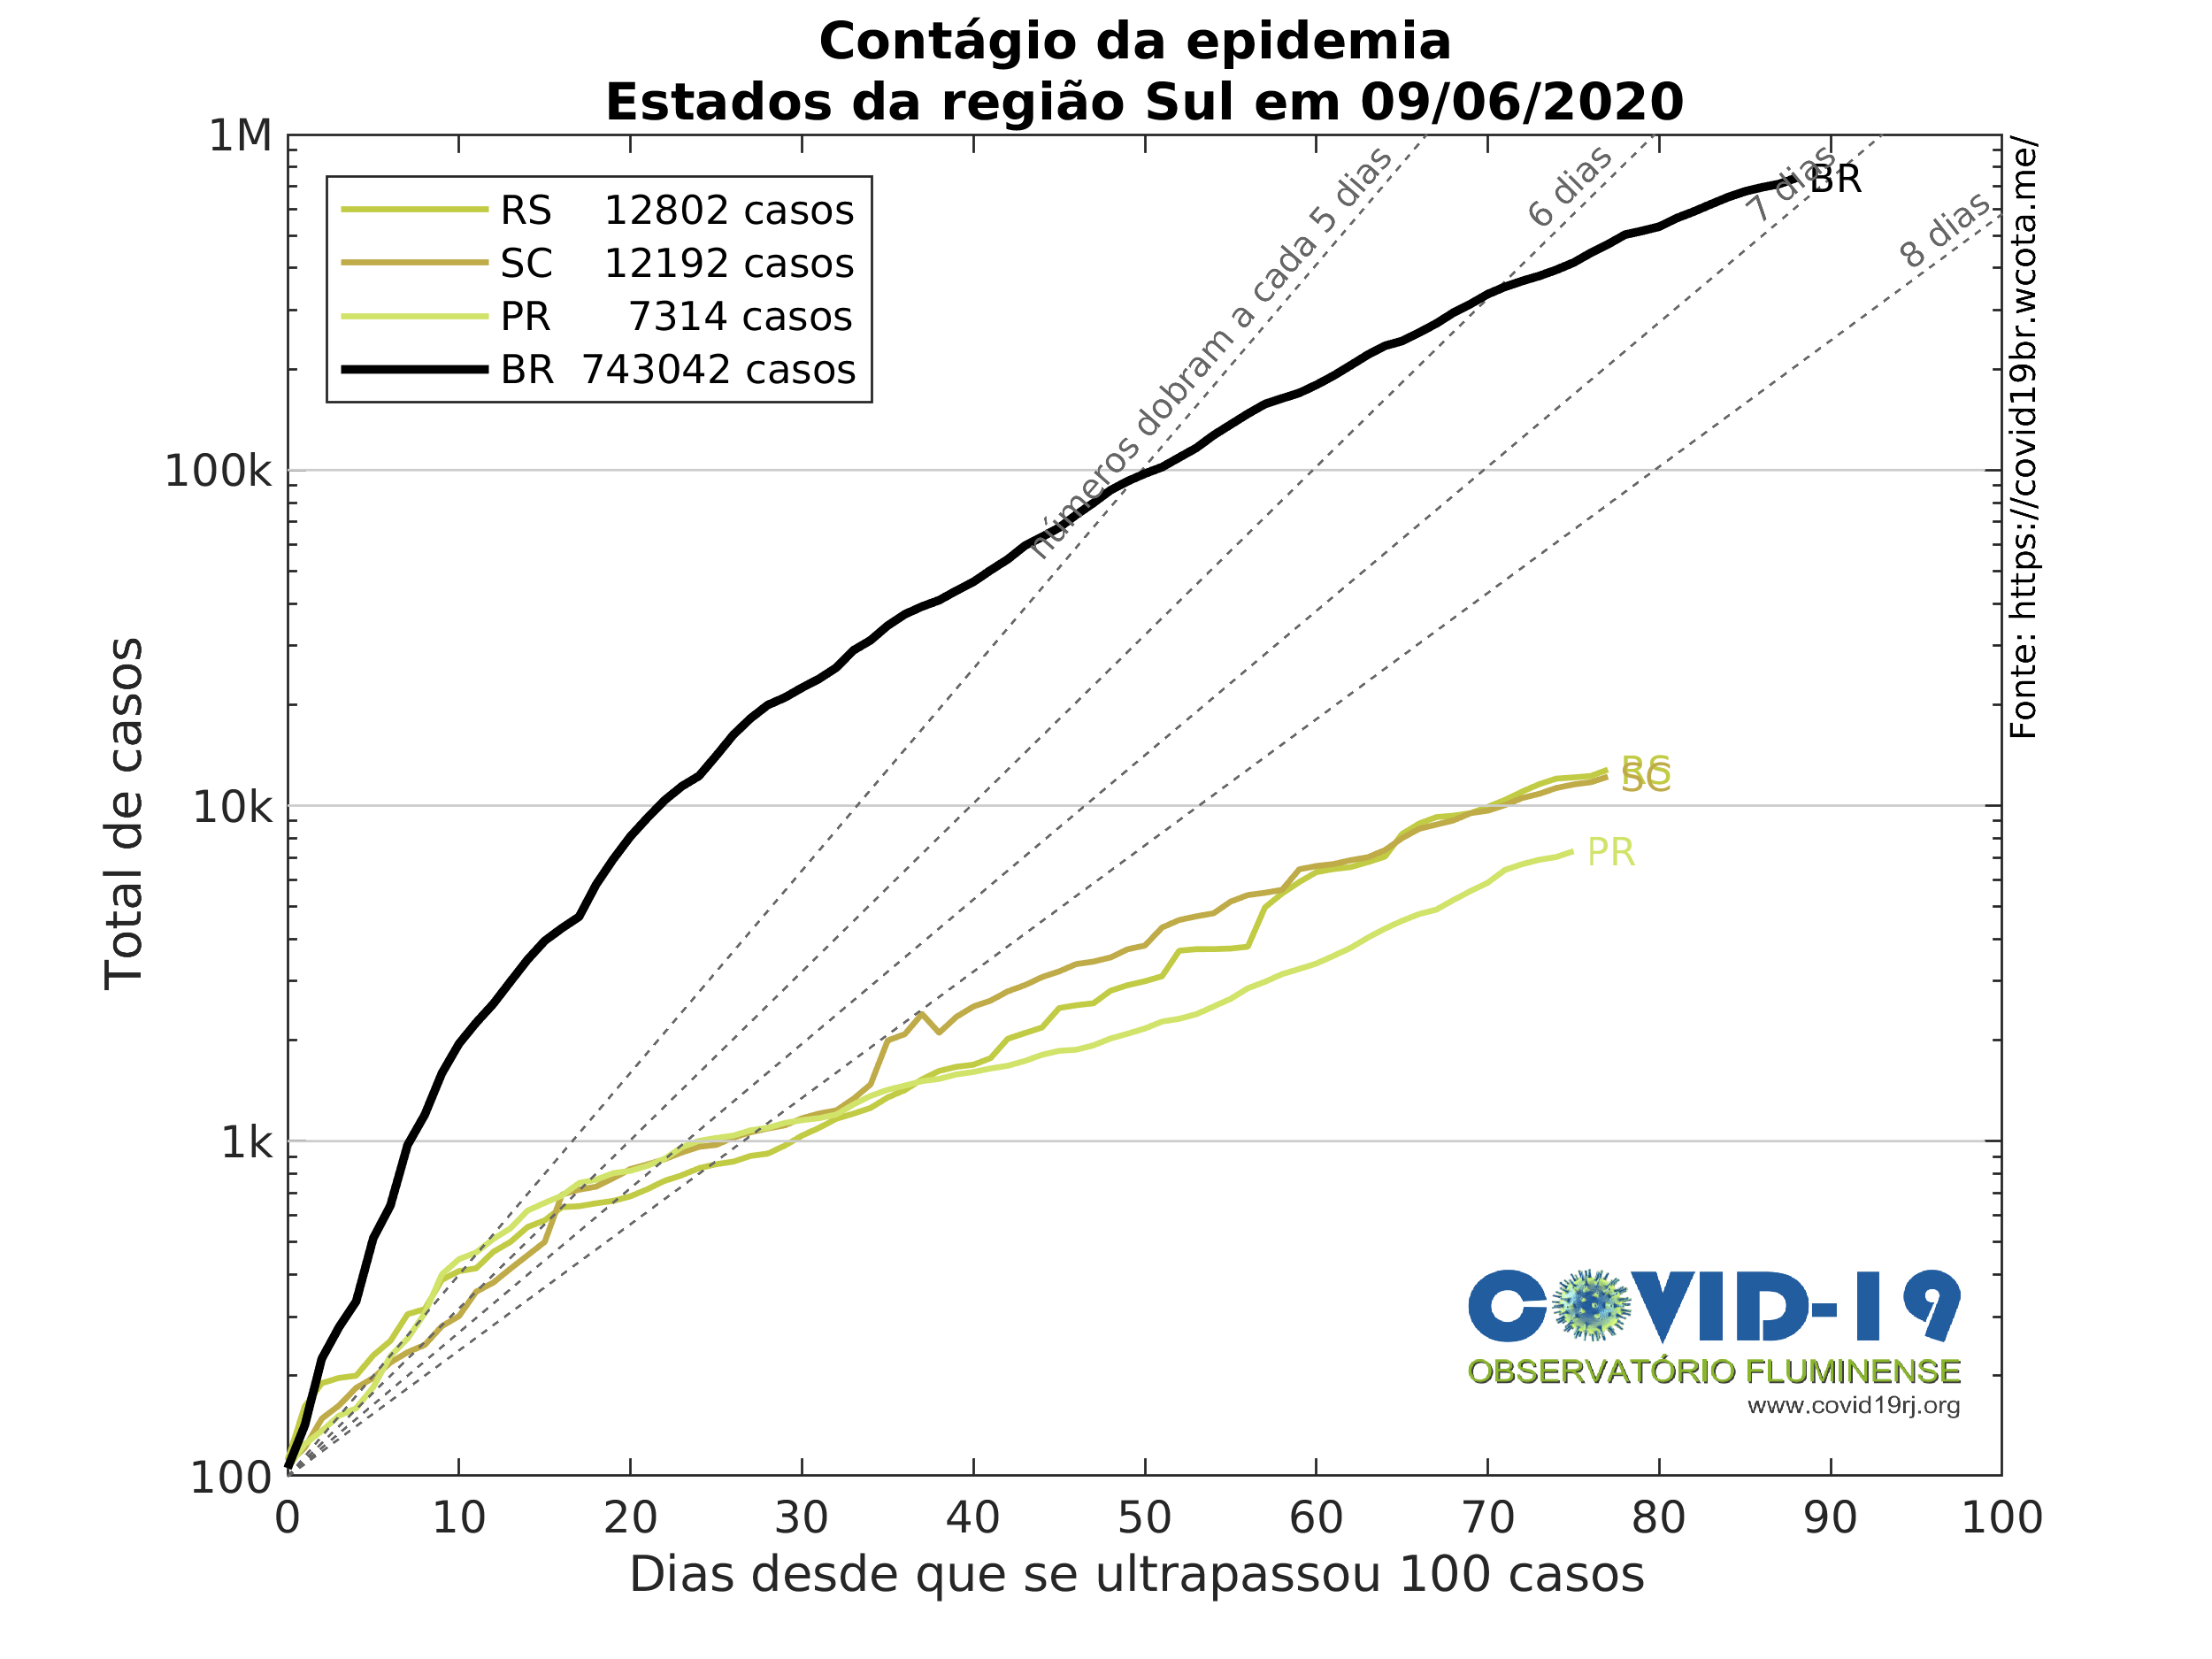 Contágio da epidemia
Estados da região Sul em 09/06/2020
1M
100k
10k
1k
100
Total de casos
RS 12802 casos
SC 12192 casos
PR 7314 casos
BR 743042 casos
números dobram a cada 5 dias
6 dias
7 dias
8 dias
BR
RS
SC
PR
Fonte: https://covid19br.wcota.me/
COVID-19
OBSERVATÓRIO FLUMINENSE
www.covid19rj.org
0 10 20 30 40 50 60 70 80 90 100
Dias desde que se ultrapassou 100 casos